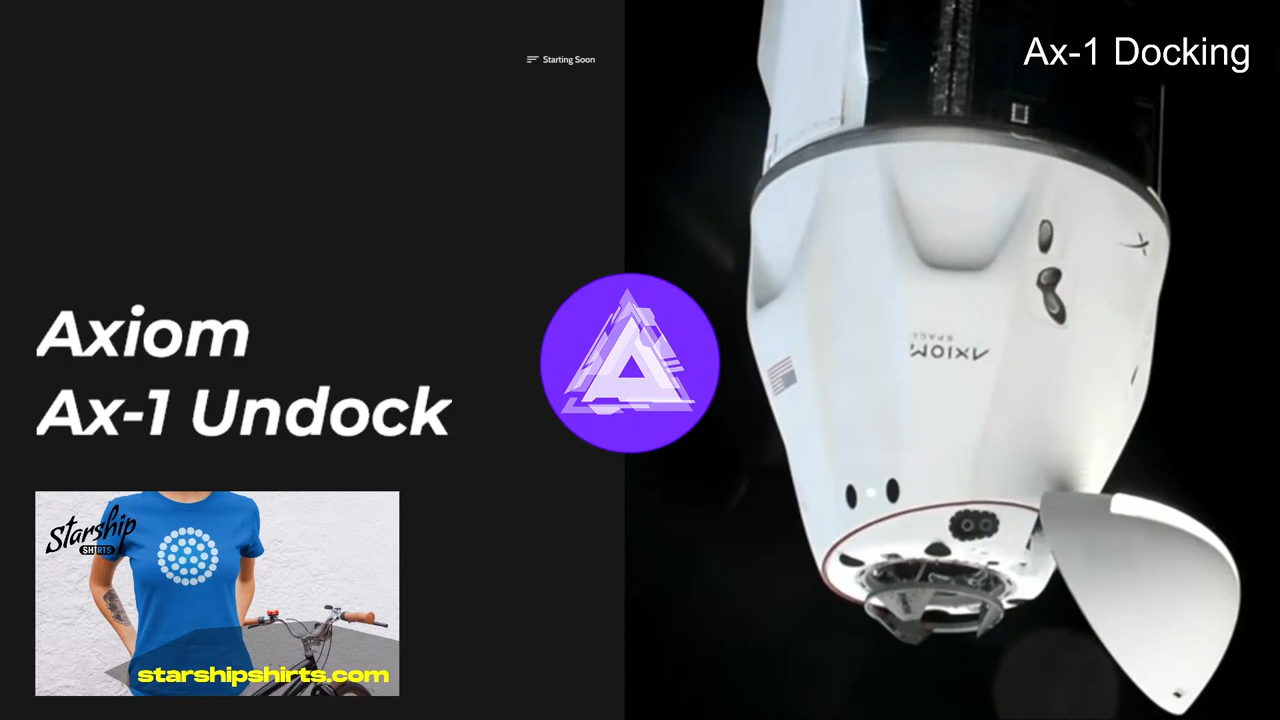 Starting Soon
Axiom
Ax-1 Undock
Starship
SHIRTS
starshipshirts.com
Ax-1 Docking
AXIOM
SPACE